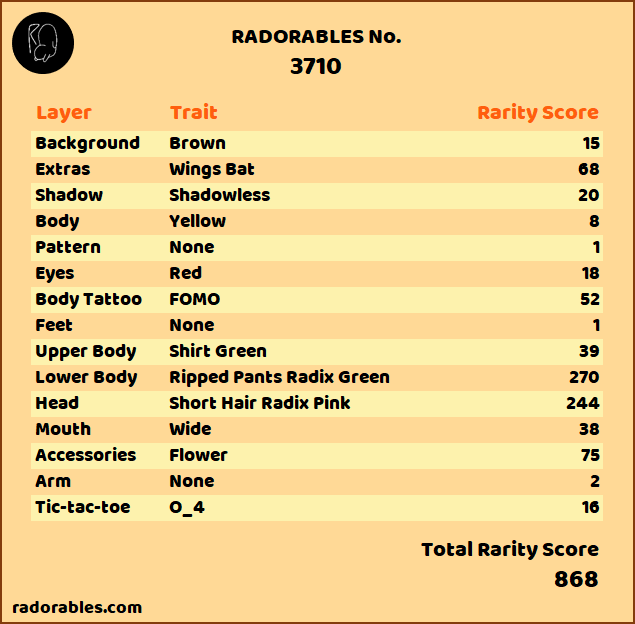 RADORABLES No.
3710
Layer Trait Rarity Score
Background Brown 15
Extras Wings Bat 68
Shadow Shadowless 20
Body Yellow 8
Pattern None 1
Eyes Red 18
Body Tattoo FOMO 52
Feet None 1
Upper Body Shirt Green 39
Lower Body Ripped Pants Radix Green 270
Head Short Hair Radix Pink 244
Mouth Wide 38
Accessories Flower 75
Arm None 2
Tic-tac-toe O_4 16
Total Rarity Score
868
radorables.com